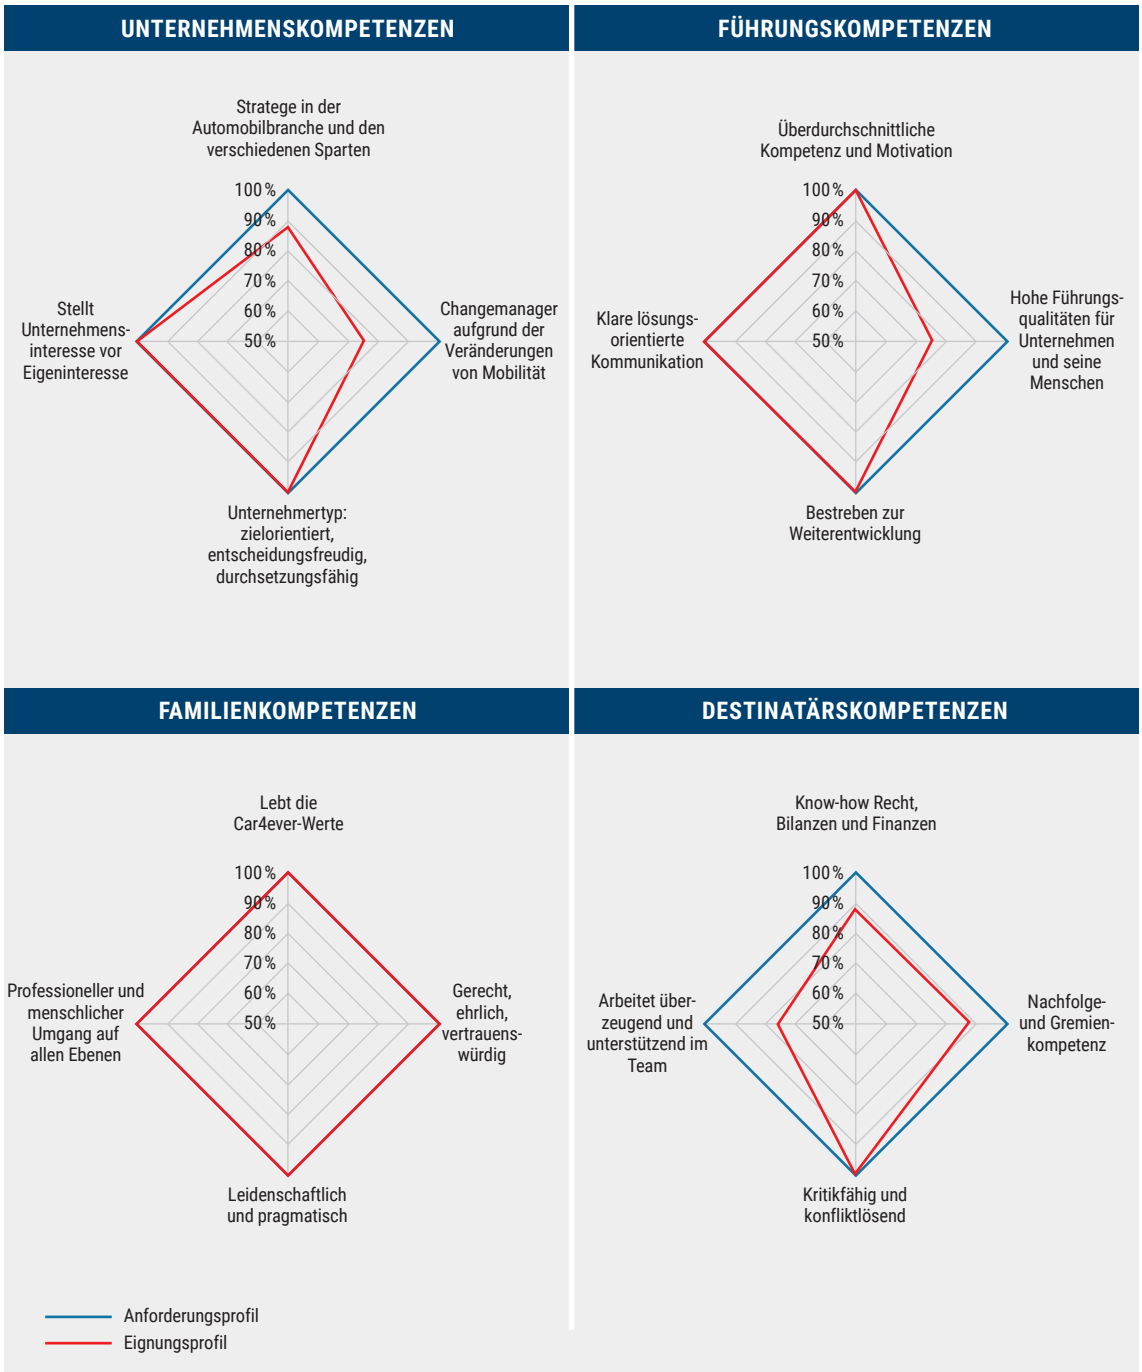 UNTERNEHMENSKOMPETENZEN
Stratege in der
Automobilbranche und den
verschiedenen Sparten
100 %
90 %
80 %
70 %
60 %
50 %
Stellt
Unternehmens-
interesse vor
Eigeninteresse
Changemanager
aufgrund der
Veränderungen
von Mobilität
Unternehmertyp:
zielorientiert,
entscheidungsfreudig,
durchsetzungsfähig
FÜHRUNGSKOMPETENZEN
Überdurchschnittliche
Kompetenz und Motivation
100 %
90 %
80 %
70 %
60 %
50 %
Klare lösungs-
orientierte
Kommunikation
Hohe Führungs-
qualitäten für
Unternehmen
und seine
Menschen
Bestreben zur
Weiterentwicklung
FAMILIENKOMPETENZEN
Lebt die
Car4ever-Werte
100 %
90 %
80 %
70 %
60 %
50 %
Professioneller und
menschlicher
Umgang auf
allen Ebenen
Gerecht,
ehrlich,
vertrauens-
würdig
Leidenschaftlich
und pragmatisch
DESTINATÄRSKOMPETENZEN
Know-how Recht,
Bilanzen und Finanzen
100 %
90 %
80 %
70 %
60 %
50 %
Arbeitet über-
zeugend und
unterstützend im
Team
Nachfolge-
und Gremien-
kompetenz
Kritikfähig und
konfliktlösend
Anforderungsprofil
Eignungsprofil